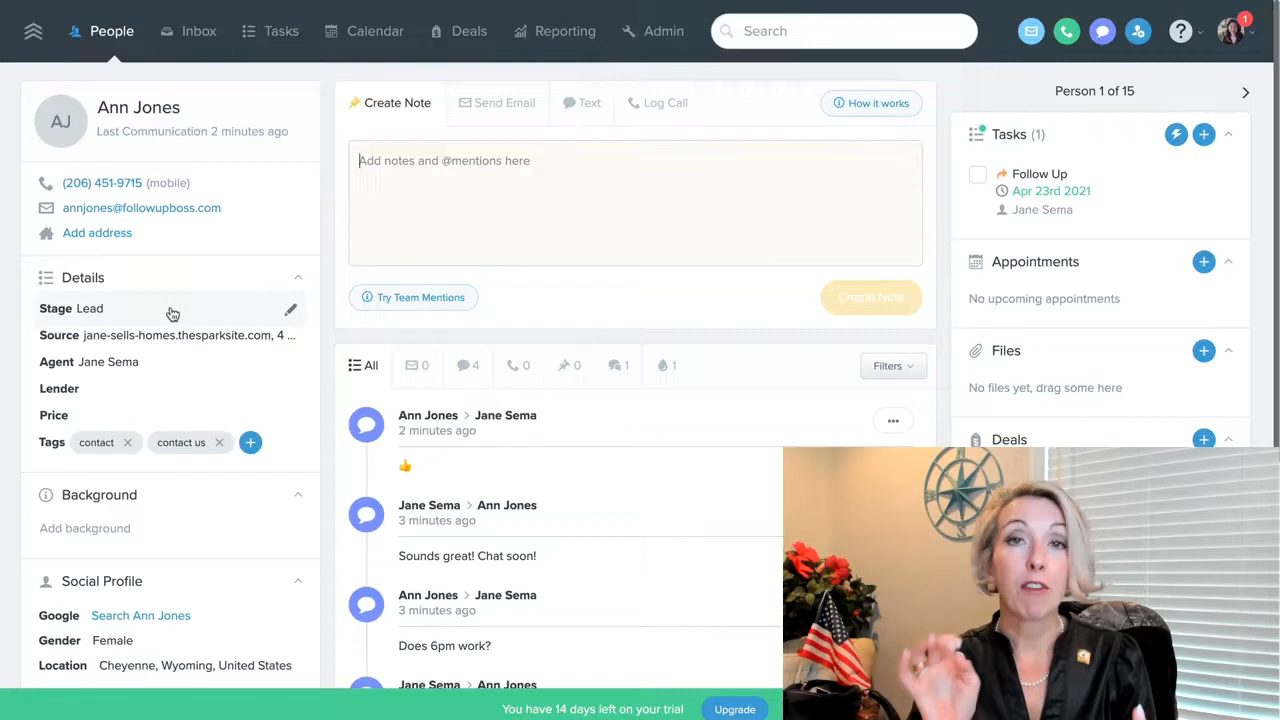 People
Inbox
Tasks
Calendar
Deals
Reporting
Admin
Search
?
1
AJ
Ann Jones
Last Communication 2 minutes ago
(206) 451-9715 (mobile)
annjones@followupboss.com
Add address
Details
Stage Lead
Source jane-sells-homes.thesparksite.com, 4 ...
Agent Jane Sema
Lender
Price
Tags contact × contact us × +
Background
Add background
Social Profile
Google Search Ann Jones
Gender Female
Location Cheyenne, Wyoming, United States
Create Note
Send Email
Text
Log Call
How it works
Add notes and @mentions here
Try Team Mentions
Create Note
All
0
4
0
0
1
1
Filters
Ann Jones > Jane Sema
2 minutes ago
👍
Jane Sema > Ann Jones
3 minutes ago
Sounds great! Chat soon!
Ann Jones > Jane Sema
3 minutes ago
Does 6pm work?
Jane Sema > Ann Jones
Person 1 of 15
Tasks (1)
Follow Up
Apr 23rd 2021
Jane Sema
Appointments
No upcoming appointments
Files
No files yet, drag some here
Deals
You have 14 days left on your trial
Upgrade